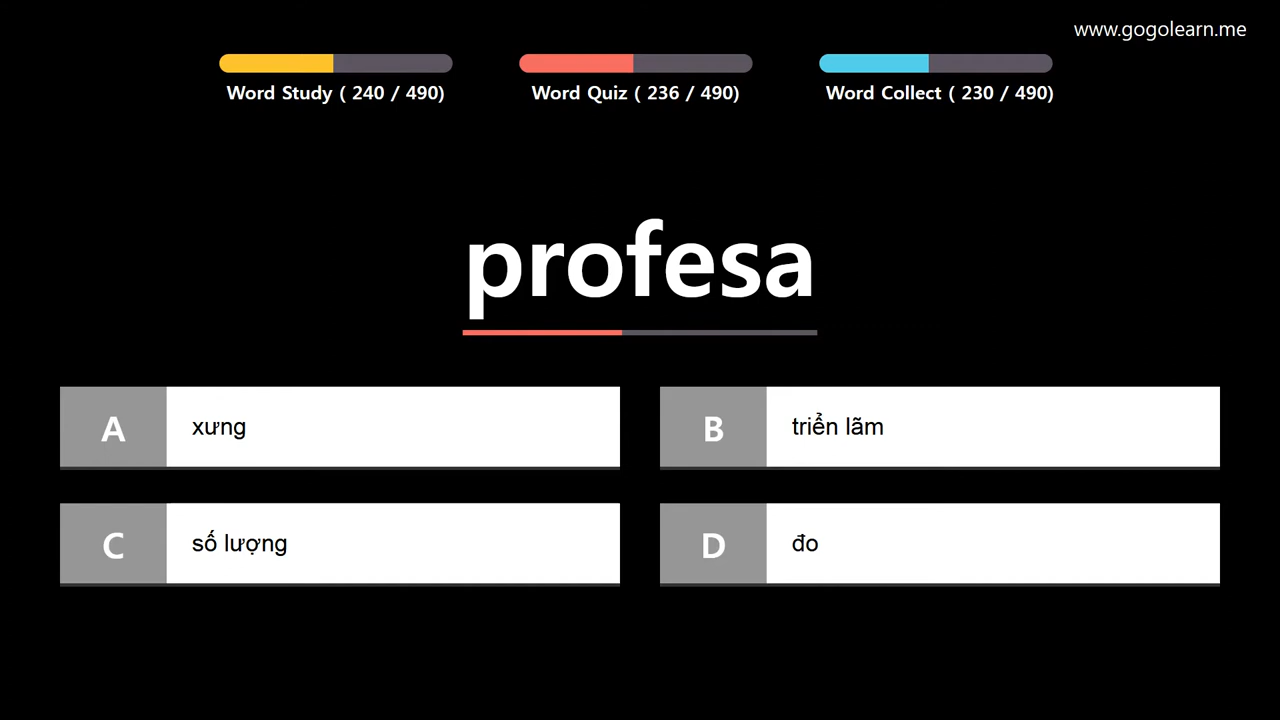 www.gogolearn.me
Word Study ( 240 / 490)
Word Quiz ( 236 / 490)
Word Collect ( 230 / 490)
profesa
A
xưng
B
triển lãm
C
số lượng
D
đo